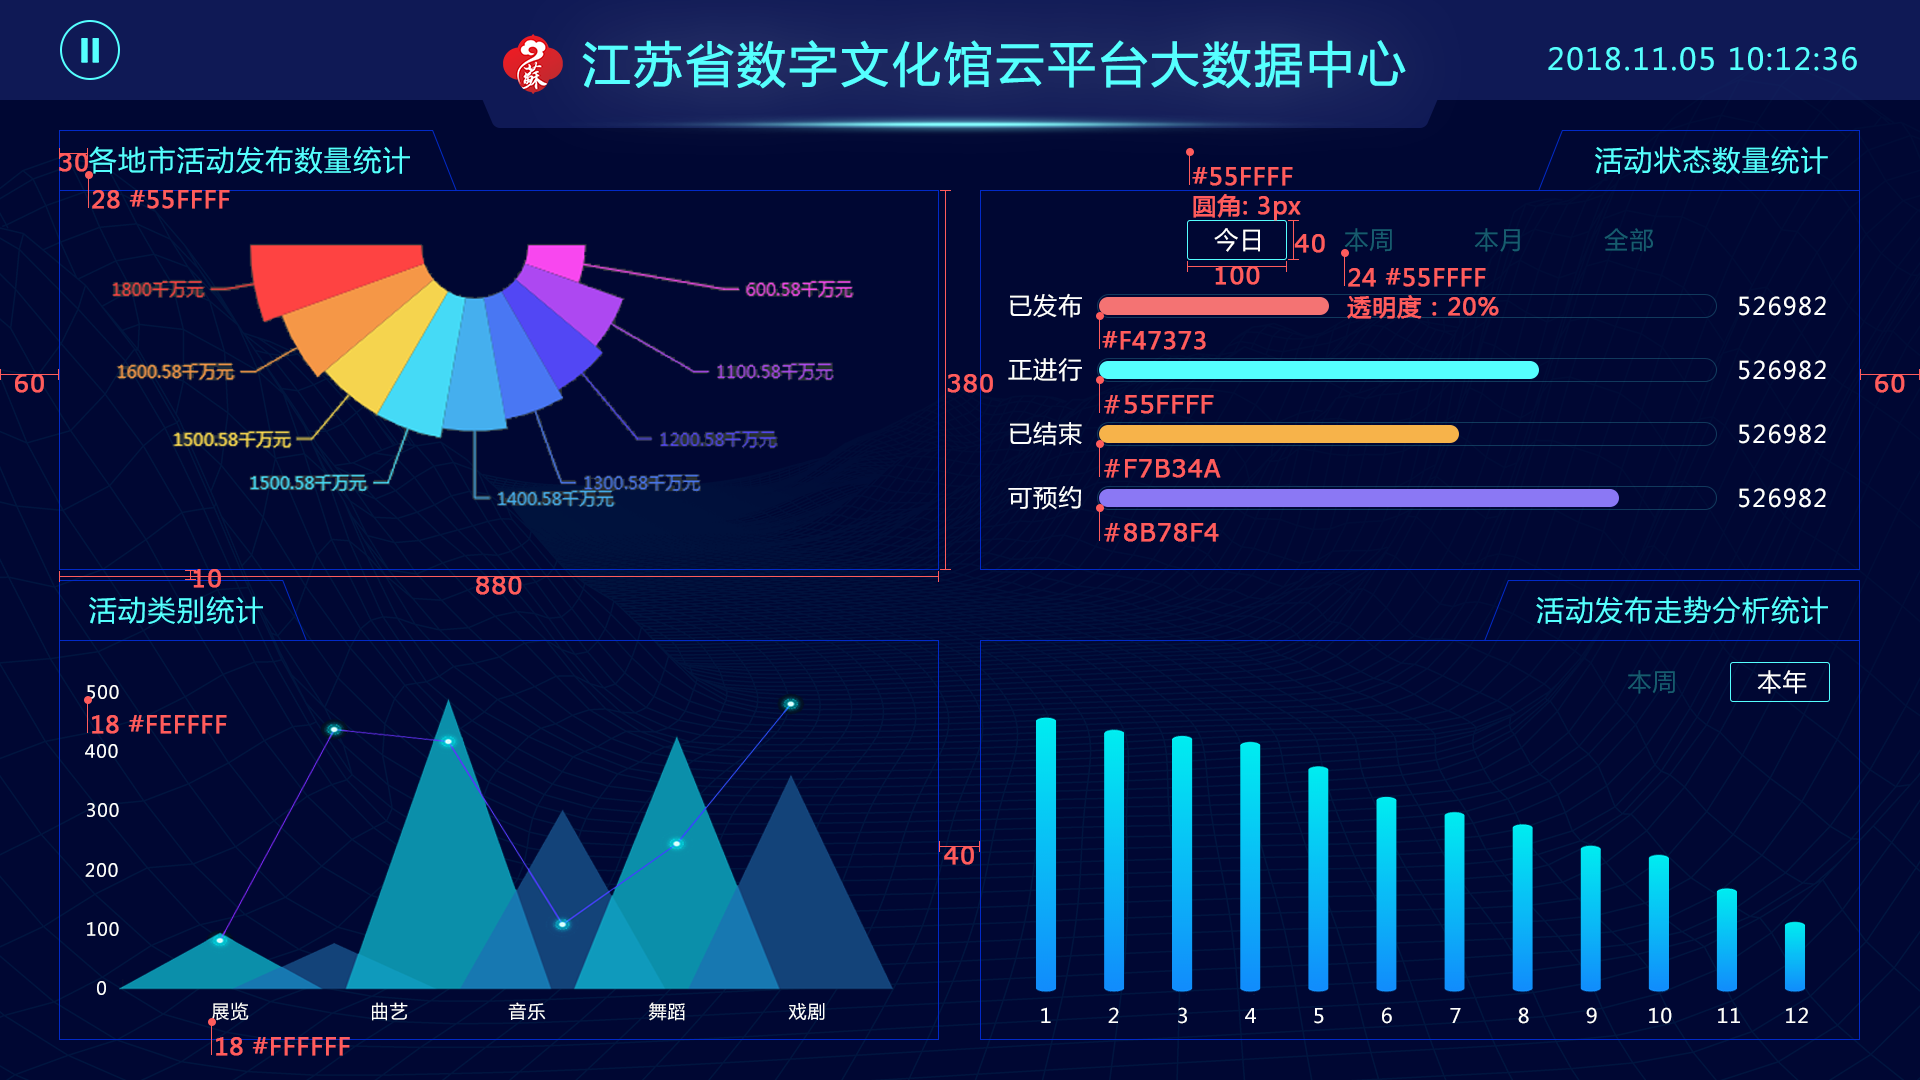 江苏省数字文化馆云平台大数据中心
2018.11.05 10:12:36
蘇
30
各地市活动发布数量统计
28 #55FFFF
1800千万元
1600.58千万元
1500.58千万元
1500.58千万元
1400.58千万元
1300.58千万元
1200.58千万元
1100.58千万元
600.58千万元
60
380
10
880
活动状态数量统计
#55FFFF
圆角: 3px
今日
40
本周
本月
全部
100
24 #55FFFF
透明度：20%
已发布
526982
#F47373
正进行
526982
#55FFFF
60
已结束
526982
#F7B34A
可预约
526982
#8B78F4
活动类别统计
500
18 #FEFFFF
400
300
200
100
0
展览
曲艺
音乐
舞蹈
戏剧
18 #FFFFFF
40
活动发布走势分析统计
本周
本年
1
2
3
4
5
6
7
8
9
10
11
12